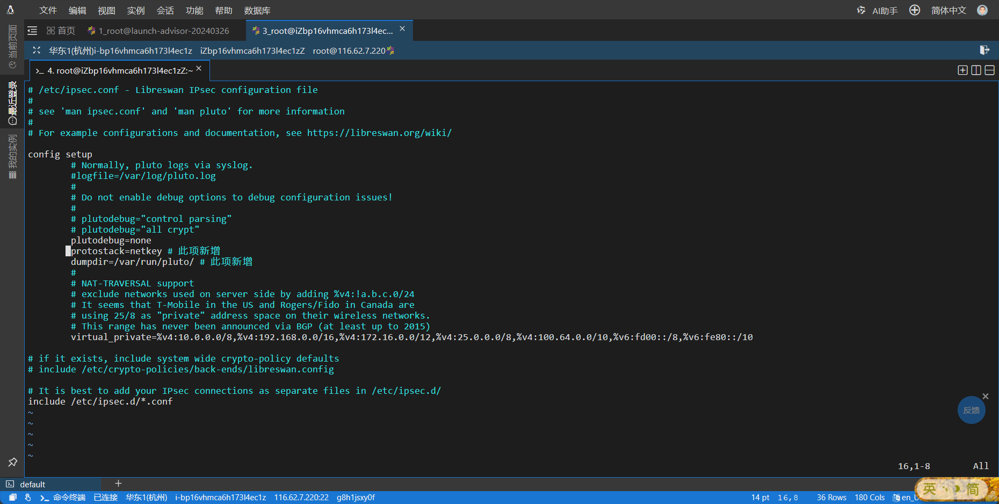 文件 编辑 视图 实例 会话 功能 帮助 数据库 AI助手 简体中文
首页 1_root@launch-advisor-20240326 3_root@iZbp16vhmca6h173l4ec...
华东1(杭州)i-bp16vhmca6h173l4ec1z iZbp16vhmca6h173l4ec1zZ root@116.62.7.220
当前页面
最近登录
我的实例
4. root@iZbp16vhmca6h173l4ec1zZ:~
# /etc/ipsec.conf - Libreswan IPsec configuration file
#
# see 'man ipsec.conf' and 'man pluto' for more information
#
# For example configurations and documentation, see https://libreswan.org/wiki/
config setup
# Normally, pluto logs via syslog.
#logfile=/var/log/pluto.log
#
# Do not enable debug options to debug configuration issues!
#
# plutodebug="control parsing"
# plutodebug="all crypt"
plutodebug=none
protostack=netkey # 此项新增
dumpdir=/var/run/pluto/ # 此项新增
#
# NAT-TRAVERSAL support
# exclude networks used on server side by adding %v4:!a.b.c.0/24
# It seems that T-Mobile in the US and Rogers/Fido in Canada are
# using 25/8 as "private" address space on their wireless networks.
# This range has never been announced via BGP (at least up to 2015)
virtual_private=%v4:10.0.0.0/8,%v4:192.168.0.0/16,%v4:172.16.0.0/12,%v4:25.0.0.0/8,%v4:100.64.0.0/10,%v6:fd00::/8,%v6:fe80::/10
# if it exists, include system wide crypto-policy defaults
# include /etc/crypto-policies/back-ends/libreswan.config
# It is best to add your IPsec connections as separate files in /etc/ipsec.d/
include /etc/ipsec.d/*.conf
~
~
~
~
~
反馈
16,1-8 All
default
命令终端 已连接 华东1(杭州) i-bp16vhmca6h173l4ec1z 116.62.7.220:22 g8h1jsxy0f 14 pt 16,8 36 Rows 180 Cols
英 简